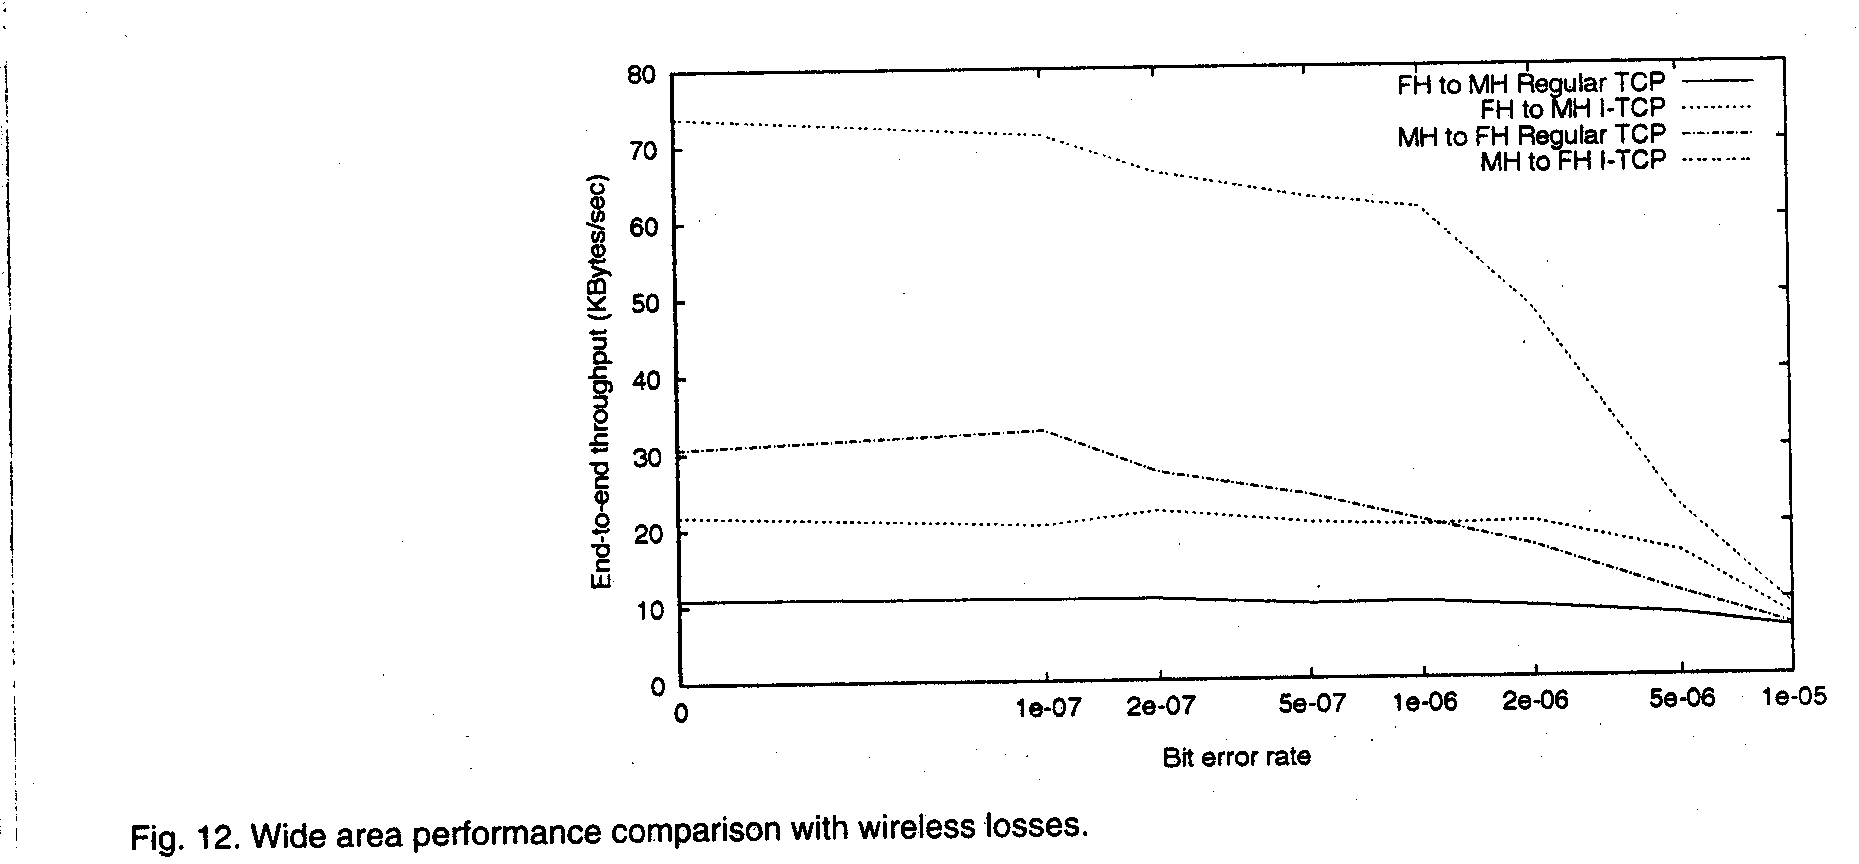 80
70
60
50
40
30
20
10
0
End-to-end throughput (KBytes/sec)
FH to MH Regular TCP
FH to MH I-TCP
MH to FH Regular TCP
MH to FH I-TCP
0 1e-07 2e-07 5e-07 1e-06 2e-06 5e-06 1e-05
Bit error rate
Fig. 12. Wide area performance comparison with wireless losses.